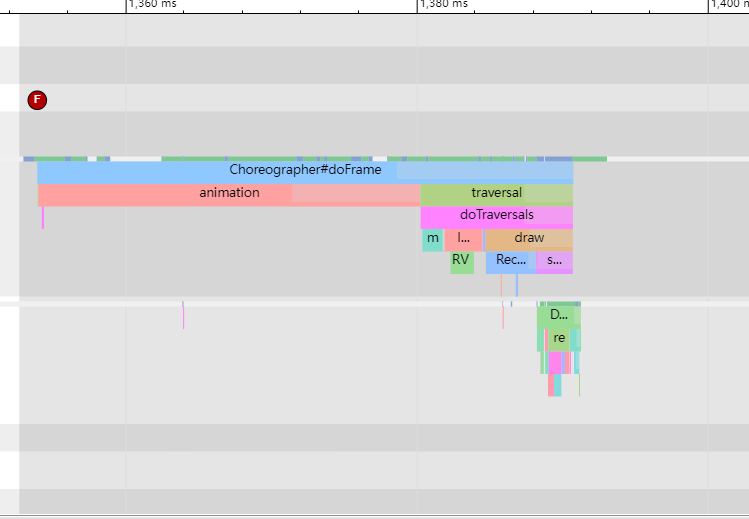 1,360 ms
1,380 ms
1,400 m
F
Choreographer#doFrame
animation
traversal
doTraversals
m
l...
draw
RV
Rec...
s...
D...
re